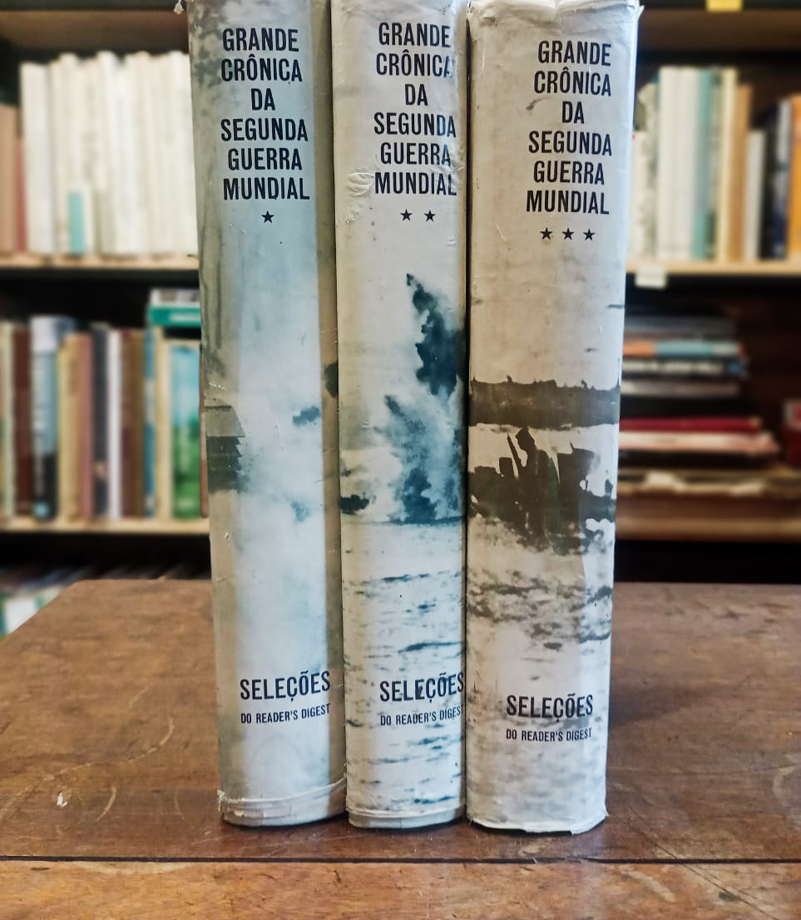 GRANDE
CRÔNICA
DA
SEGUNDA
GUERRA
MUNDIAL
★
SELEÇÕES
DO READER'S DIGEST
GRANDE
CRÔNICA
DA
SEGUNDA
GUERRA
MUNDIAL
★ ★
SELEÇÕES
DO READER'S DIGEST
GRANDE
CRÔNICA
DA
SEGUNDA
GUERRA
MUNDIAL
★ ★ ★
SELEÇÕES
DO READER'S DIGEST